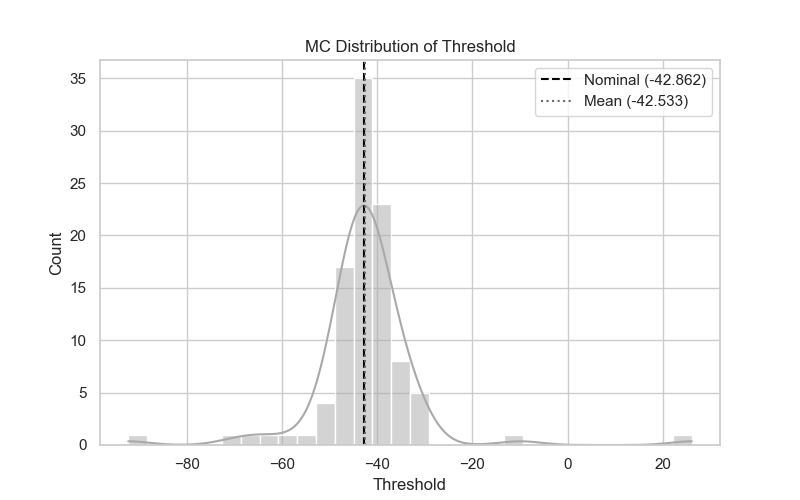 MC Distribution of Threshold
Nominal (-42.862)
Mean (-42.533)
35
30
25
20
15
10
5
0
Count
−80
−60
−40
−20
0
20
Threshold